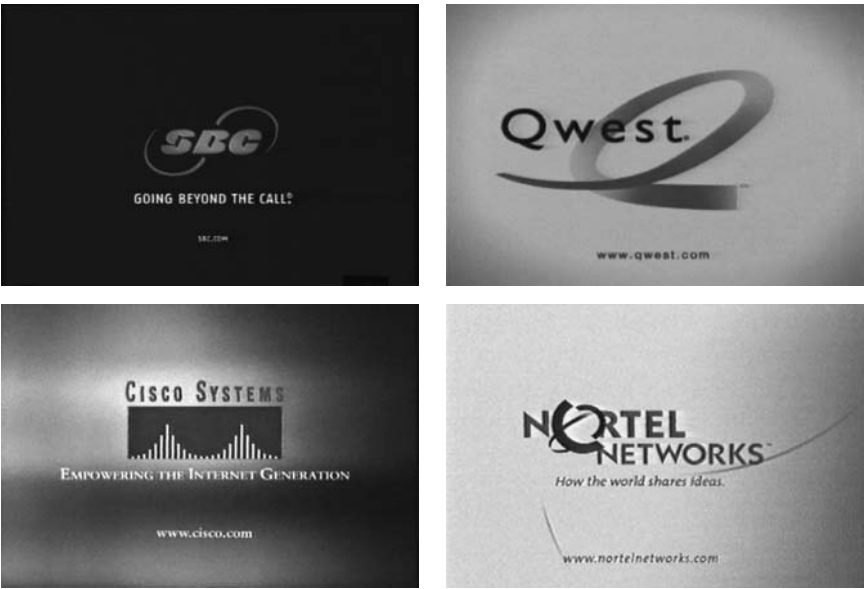 SBC
GOING BEYOND THE CALL®
SBC.COM
Qwest®
www.qwest.com
CISCO SYSTEMS
EMPOWERING THE INTERNET GENERATION
www.cisco.com
NORTEL
NETWORKS™
How the world shares ideas.
www.nortelnetworks.com